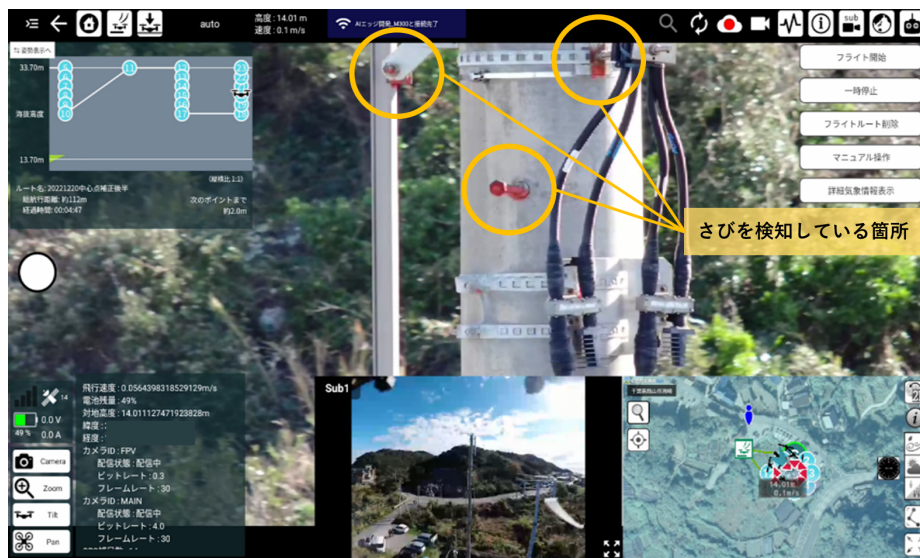 auto
高度 : 14.01 m
速度 : 0.1 m/s
AIエッジ開発_M300と接続完了
sub
姿勢表示へ
33.70m
海抜高度
13.70m
(縦横比1:1)
ルート名: 20221220中心点補正後半
総航行距離: 約112m
経過時間: 00:04:47
次のポイントまで
約2.0m
フライト開始
一時停止
フライトルート削除
マニュアル操作
詳細気象情報表示
さびを検知している箇所
14
0.0 V
49 %
0.0 A
Camera
Zoom
Tilt
Pan
飛行速度 : 0.0564398318529129m/s
電池残量 : 49%
対地高度 : 14.011127471923828m
緯度 :
経度 :
カメラID : FPV
配信状態 : 配信中
ビットレート : 0.3
フレームレート : 30
カメラID : MAIN
配信状態 : 配信中
ビットレート : 4.0
フレームレート : 30
Sub1
14.01m
0.1m/s